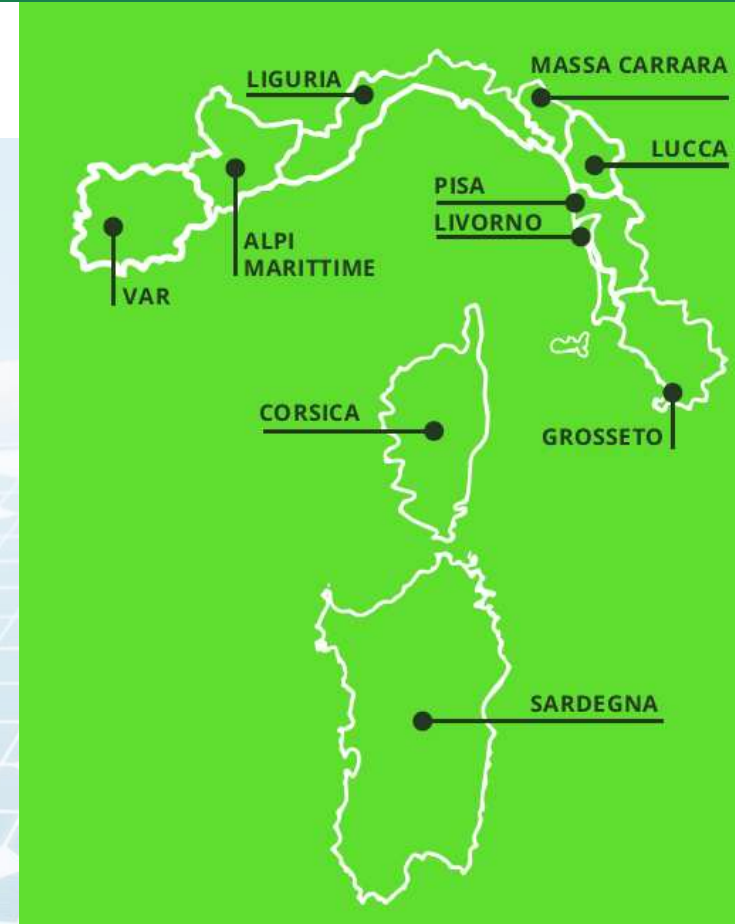 LIGURIA
MASSA CARRARA
LUCCA
PISA
LIVORNO
ALPI
MARITTIME
VAR
CORSICA
GROSSETO
SARDEGNA